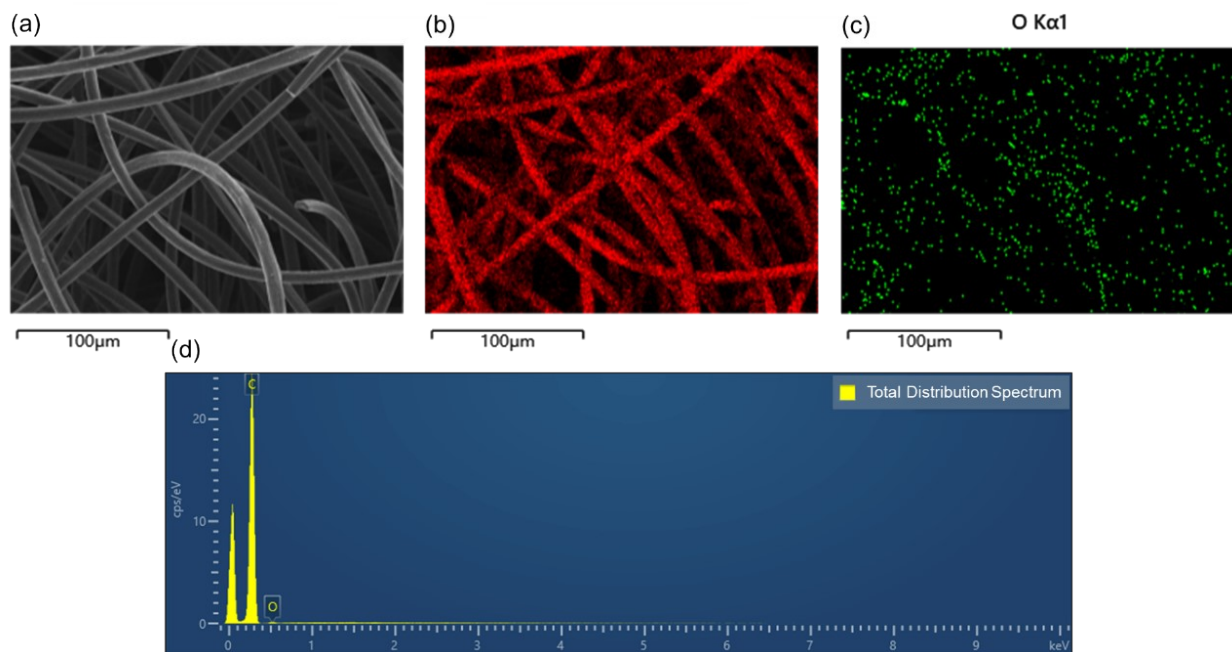 (a)
(b)
O Kα1
(c)
100μm
100μm
100μm
(d)
C
Total Distribution Spectrum
20
cps/eV
10
O
0
0 1 2 3 4 5 6 7 8 9 keV